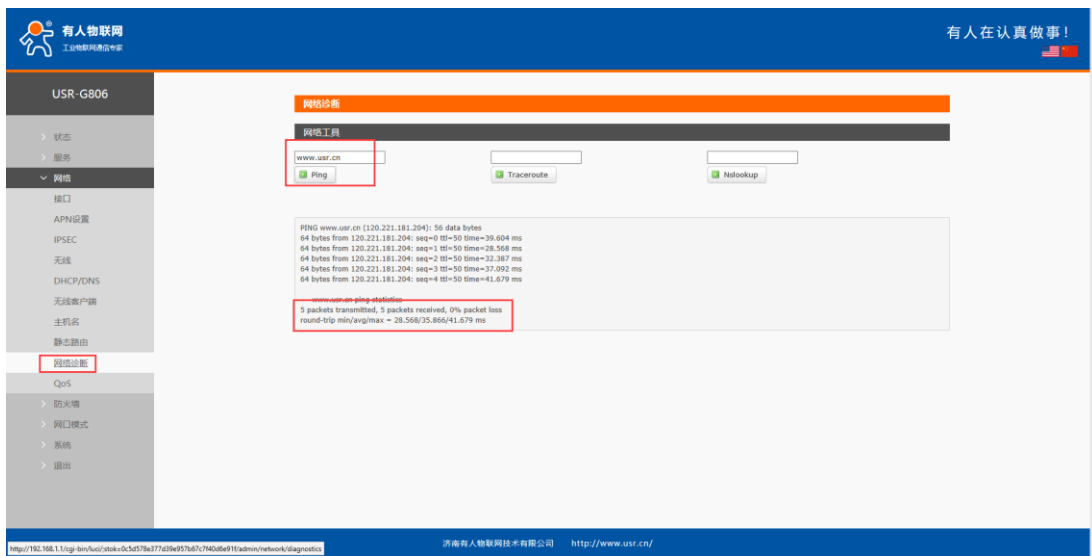 有人物联网
工业物联网通信专家
有人在认真做事！
USR-G806
状态
服务
网络
接口
APN设置
IPSEC
无线
DHCP/DNS
无线客户端
主机名
静态路由
网络诊断
QoS
防火墙
网口模式
系统
退出
网络诊断
网络工具
www.usr.cn
Ping
Traceroute
Nslookup
PING www.usr.cn (120.221.181.204): 56 data bytes
64 bytes from 120.221.181.204: seq=0 ttl=50 time=39.604 ms
64 bytes from 120.221.181.204: seq=1 ttl=50 time=28.568 ms
64 bytes from 120.221.181.204: seq=2 ttl=50 time=32.387 ms
64 bytes from 120.221.181.204: seq=3 ttl=50 time=37.092 ms
64 bytes from 120.221.181.204: seq=4 ttl=50 time=41.679 ms
--- www.usr.cn ping statistics ---
5 packets transmitted, 5 packets received, 0% packet loss
round-trip min/avg/max = 28.568/35.866/41.679 ms
济南有人物联网技术有限公司 http://www.usr.cn/
http://192.168.1.1/cgi-bin/luci/;stok=0c5d578e377d39e957b67c7f40d6e91f/admin/network/diagnostics